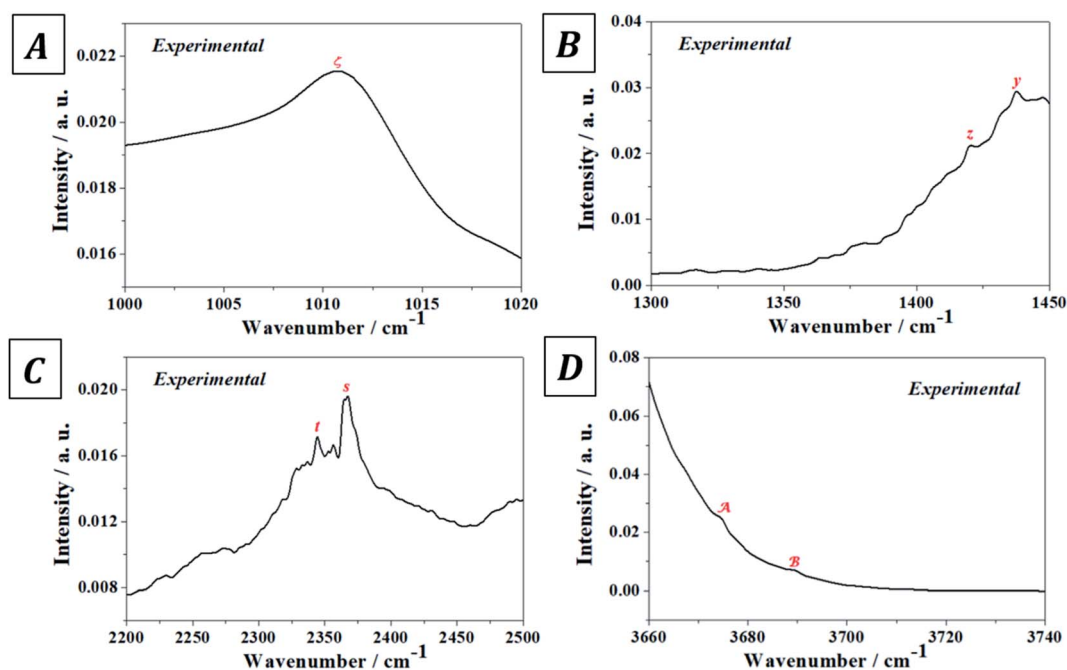 A
Experimental
ζ
Intensity / a. u.
0.022
0.020
0.018
0.016
1000
1005
1010
1015
1020
Wavenumber / cm⁻¹
B
Experimental
y
z
Intensity / a. u.
0.04
0.03
0.02
0.01
0.00
1300
1350
1400
1450
Wavenumber / cm⁻¹
C
Experimental
s
t
Intensity / a. u.
0.020
0.016
0.012
0.008
2200
2250
2300
2350
2400
2450
2500
Wavenumber / cm⁻¹
D
Experimental
𝒜
ℬ
Intensity / a. u.
0.08
0.06
0.04
0.02
0.00
3660
3680
3700
3720
3740
Wavenumber / cm⁻¹